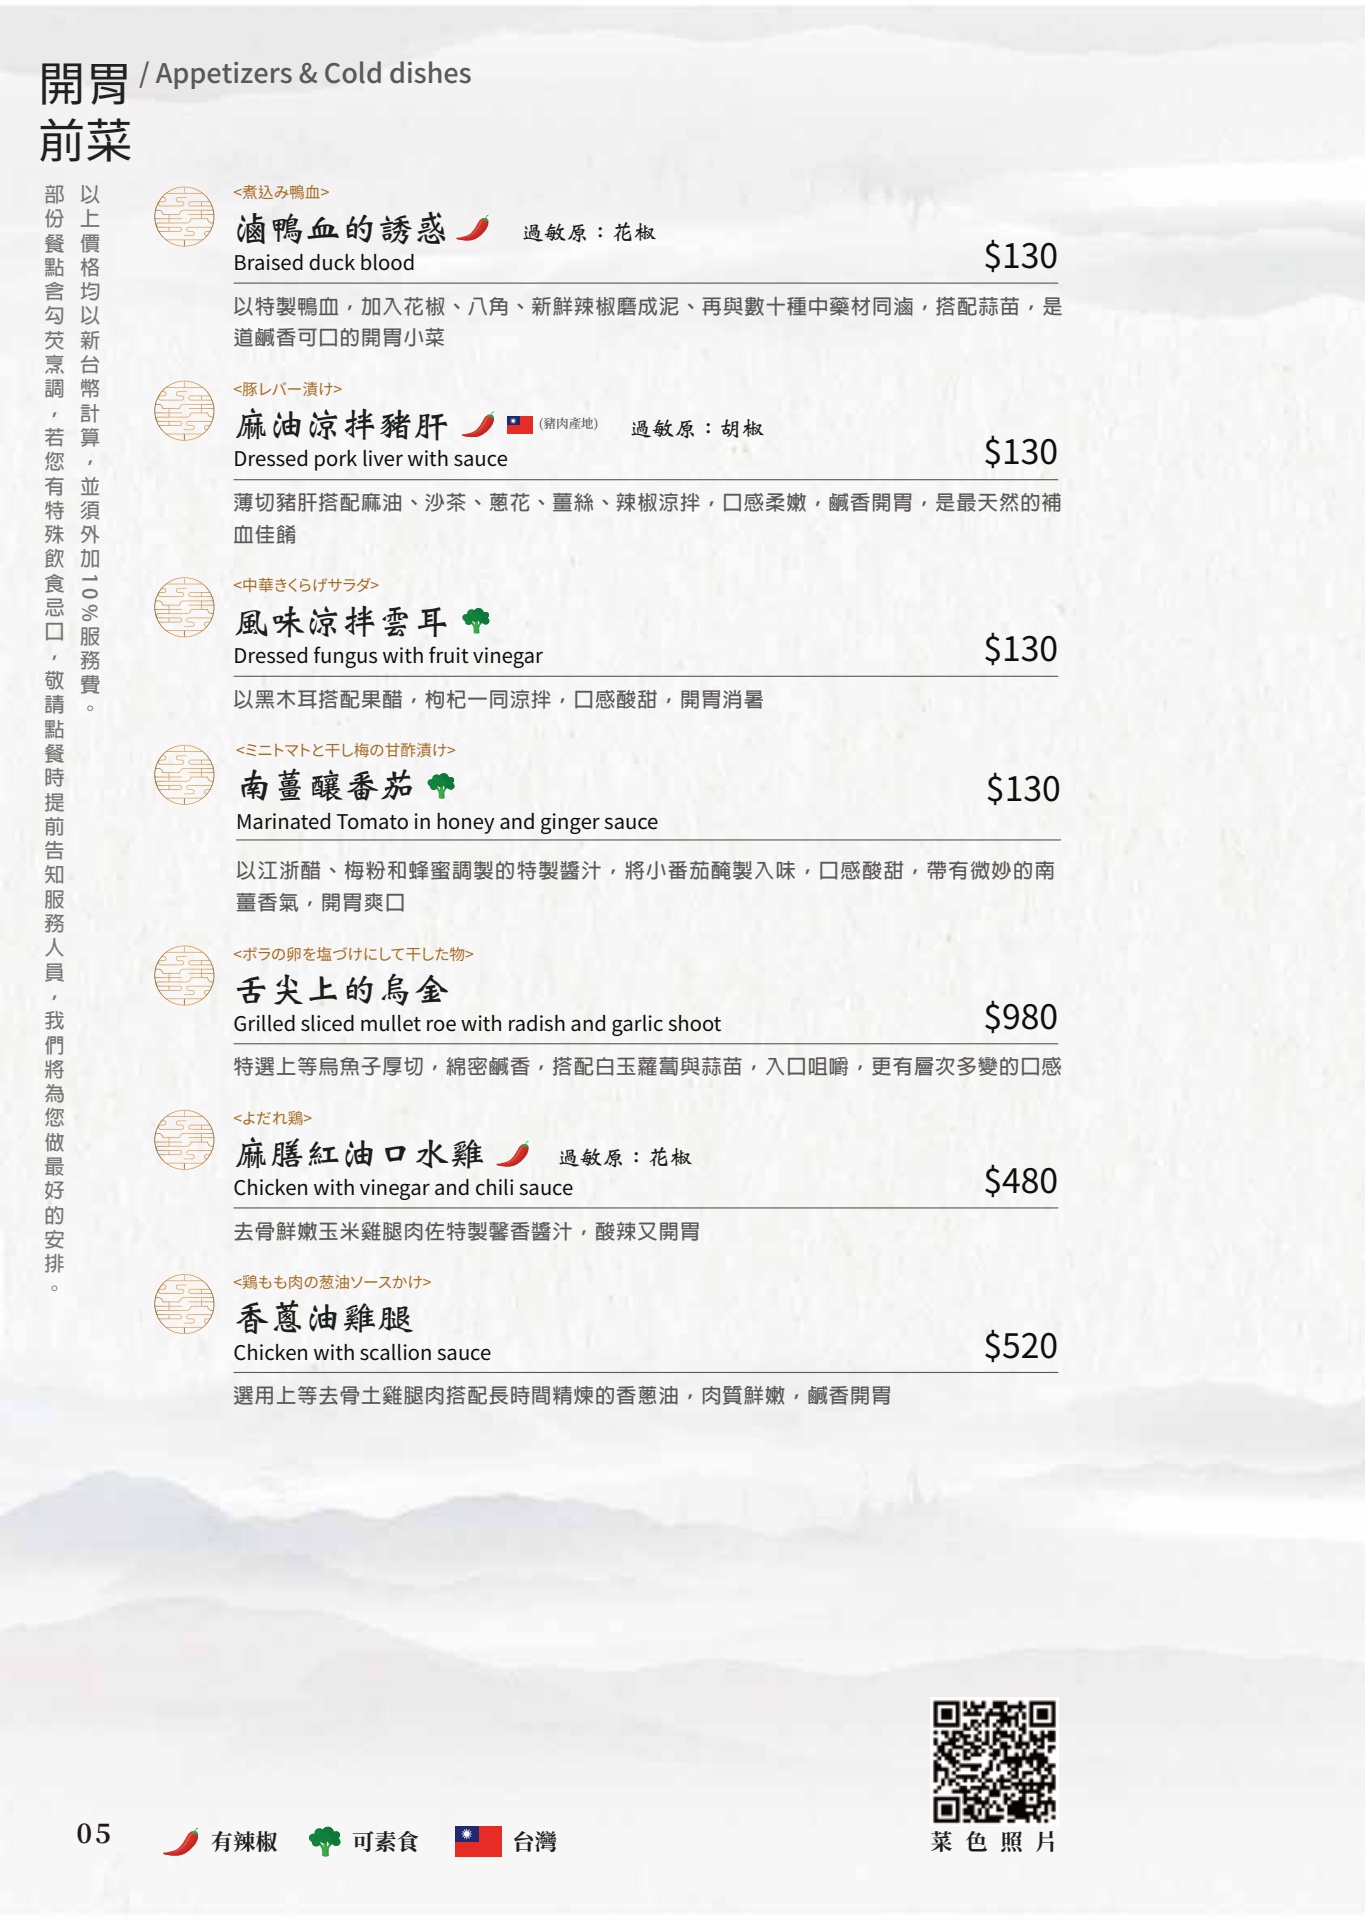 開胃 / Appetizers & Cold dishes
前菜
以上價格均以新台幣計算，並須外加10%服務費。
部份餐點含勾芡烹調，若您有特殊飲食忌口，敬請點餐時提前告知服務人員，我們將為您做最好的安排。
<煮込み鴨血>
滷鴨血的誘惑 過敏原：花椒
Braised duck blood
$130
以特製鴨血，加入花椒、八角、新鮮辣椒磨成泥、再與數十種中藥材同滷，搭配蒜苗，是
道鹹香可口的開胃小菜
<豚レバー漬け>
麻油涼拌豬肝 (豬肉產地) 過敏原：胡椒
Dressed pork liver with sauce
$130
薄切豬肝搭配麻油、沙茶、蔥花、薑絲、辣椒涼拌，口感柔嫩，鹹香開胃，是最天然的補
血佳餚
<中華きくらげサラダ>
風味涼拌雲耳
Dressed fungus with fruit vinegar
$130
以黑木耳搭配果醋，枸杞一同涼拌，口感酸甜，開胃消暑
<ミニトマトと干し梅の甘酢漬け>
南薑釀番茄
$130
Marinated Tomato in honey and ginger sauce
以江浙醋、梅粉和蜂蜜調製的特製醬汁，將小番茄醃製入味，口感酸甜，帶有微妙的南
薑香氣，開胃爽口
<ボラの卵を塩づけにして干した物>
舌尖上的烏金
Grilled sliced mullet roe with radish and garlic shoot
$980
特選上等烏魚子厚切，綿密鹹香，搭配白玉蘿蔔與蒜苗，入口咀嚼，更有層次多變的口感
<よだれ鶏>
麻膳紅油口水雞 過敏原：花椒
Chicken with vinegar and chili sauce
$480
去骨鮮嫩玉米雞腿肉佐特製馨香醬汁，酸辣又開胃
<鶏もも肉の葱油ソースかけ>
香蔥油雞腿
Chicken with scallion sauce
$520
選用上等去骨土雞腿肉搭配長時間精煉的香蔥油，肉質鮮嫩，鹹香開胃
05 有辣椒 可素食 台灣
菜色照片